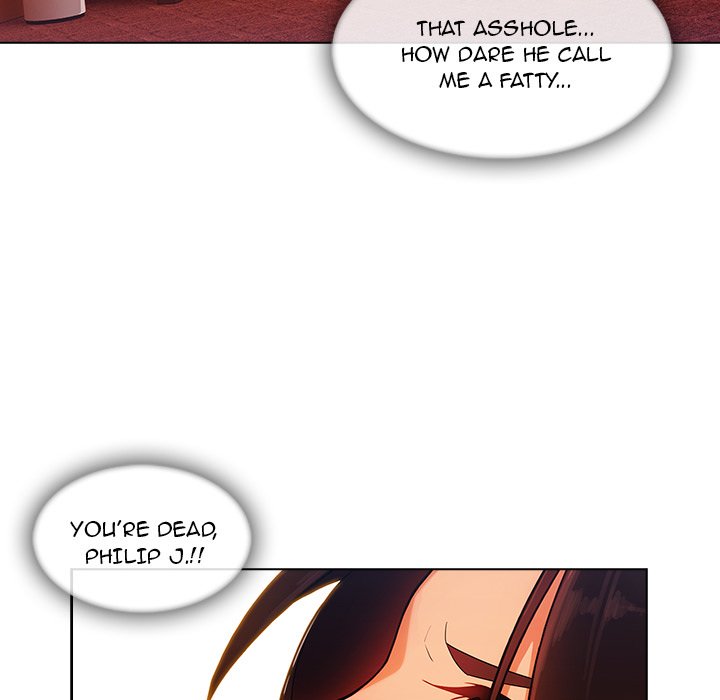 THAT ASSHOLE...
HOW DARE HE CALL
ME A FATTY...
YOU'RE DEAD,
PHILIP J.!!